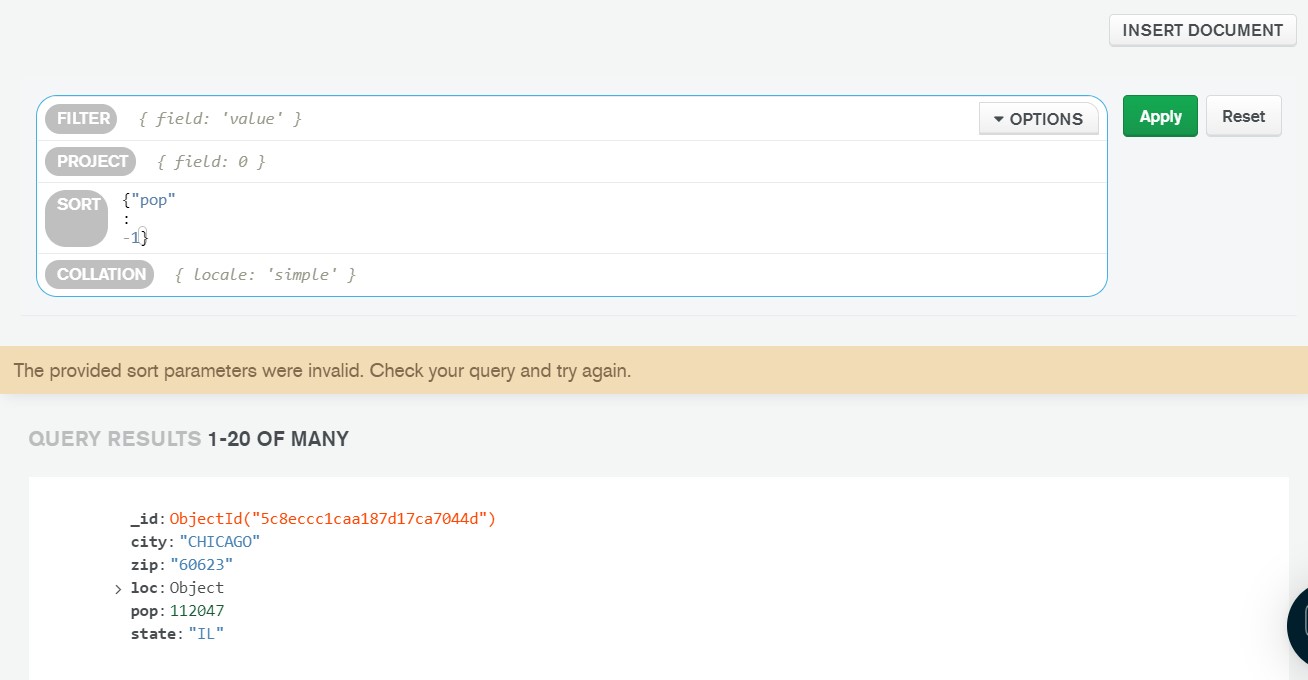 INSERT DOCUMENT
FILTER { field: 'value' } OPTIONS Apply Reset
PROJECT { field: 0 }
SORT {"pop"
:
-1}
COLLATION { locale: 'simple' }
The provided sort parameters were invalid. Check your query and try again.
QUERY RESULTS 1-20 OF MANY
_id: ObjectId("5c8eccc1caa187d17ca7044d")
city: "CHICAGO"
zip: "60623"
> loc: Object
pop: 112047
state: "IL"